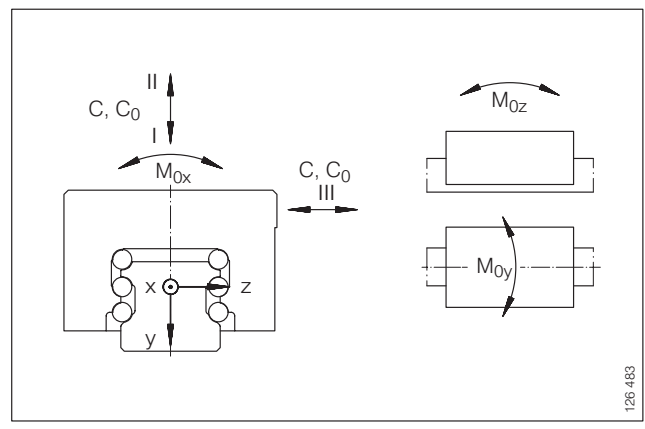 II
C, C₀
I
M₀ₓ
C, C₀
III
x
z
y
M₀z
M₀y
126 483